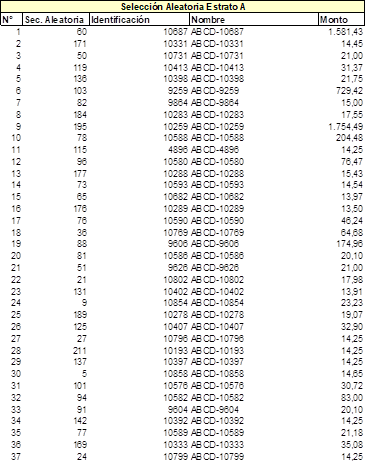 Selección Aleatoria Estrato A
N° Sec. Aleatoria Identificación Nombre Monto
1 60 10687 ABCD-10687 1.581,43
2 171 10331 ABCD-10331 14,45
3 50 10731 ABCD-10731 21,00
4 119 10413 ABCD-10413 31,37
5 136 10398 ABCD-10398 21,75
6 103 9259 ABCD-9259 729,42
7 82 9864 ABCD-9864 15,00
8 184 10283 ABCD-10283 17,55
9 195 10259 ABCD-10259 1.754,49
10 78 10588 ABCD-10588 204,48
11 115 4896 ABCD-4896 14,25
12 96 10580 ABCD-10580 76,47
13 177 10288 ABCD-10288 15,43
14 73 10593 ABCD-10593 14,54
15 65 10682 ABCD-10682 13,97
16 176 10289 ABCD-10289 13,50
17 76 10590 ABCD-10590 46,24
18 36 10769 ABCD-10769 64,68
19 88 9606 ABCD-9606 174,96
20 81 10586 ABCD-10586 20,10
21 51 9626 ABCD-9626 21,00
22 21 10802 ABCD-10802 17,98
23 131 10402 ABCD-10402 13,91
24 9 10854 ABCD-10854 23,23
25 189 10278 ABCD-10278 19,07
26 125 10407 ABCD-10407 32,90
27 27 10796 ABCD-10796 14,25
28 211 10193 ABCD-10193 14,25
29 137 10397 ABCD-10397 14,25
30 5 10858 ABCD-10858 14,65
31 101 10576 ABCD-10576 30,72
32 94 10582 ABCD-10582 83,00
33 91 9604 ABCD-9604 20,10
34 142 10392 ABCD-10392 14,25
35 77 10589 ABCD-10589 21,18
36 169 10333 ABCD-10333 35,08
37 24 10799 ABCD-10799 14,25